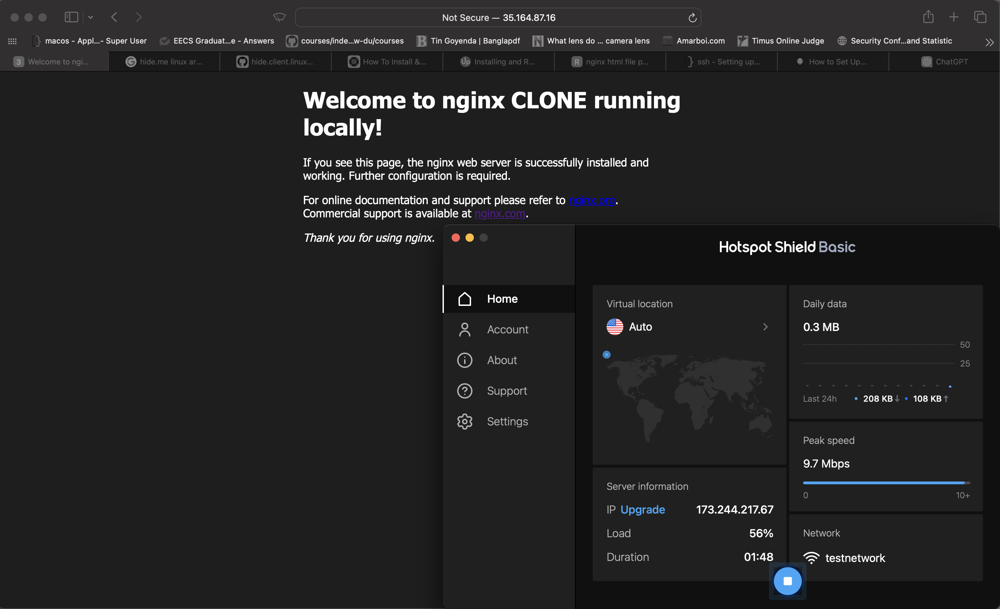 Not Secure — 35.164.87.16
macos - Appl...- Super User
EECS Graduat...e - Answers
courses/inde...w-du/courses
Tin Goyenda | Banglapdf
What lens do ... camera lens
Amarboi.com
Timus Online Judge
Security Conf...and Statistic
3 Welcome to ngi...
hide.me linux ar...
hide.client.linux...
How To Install &...
Up Installing and R...
R nginx html file p...
ssh - Setting up...
How to Set Up...
ChatGPT
Welcome to nginx CLONE running
locally!
If you see this page, the nginx web server is successfully installed and
working. Further configuration is required.
For online documentation and support please refer to nginx.org.
Commercial support is available at nginx.com.
Thank you for using nginx.
Hotspot Shield Basic
Home
Account
About
Support
Settings
Virtual location
Auto
Daily data
0.3 MB
50
25
Last 24h 208 KB 108 KB
Peak speed
9.7 Mbps
0 10+
Server information
IP Upgrade 173.244.217.67
Load 56%
Duration 01:48
Network
testnetwork